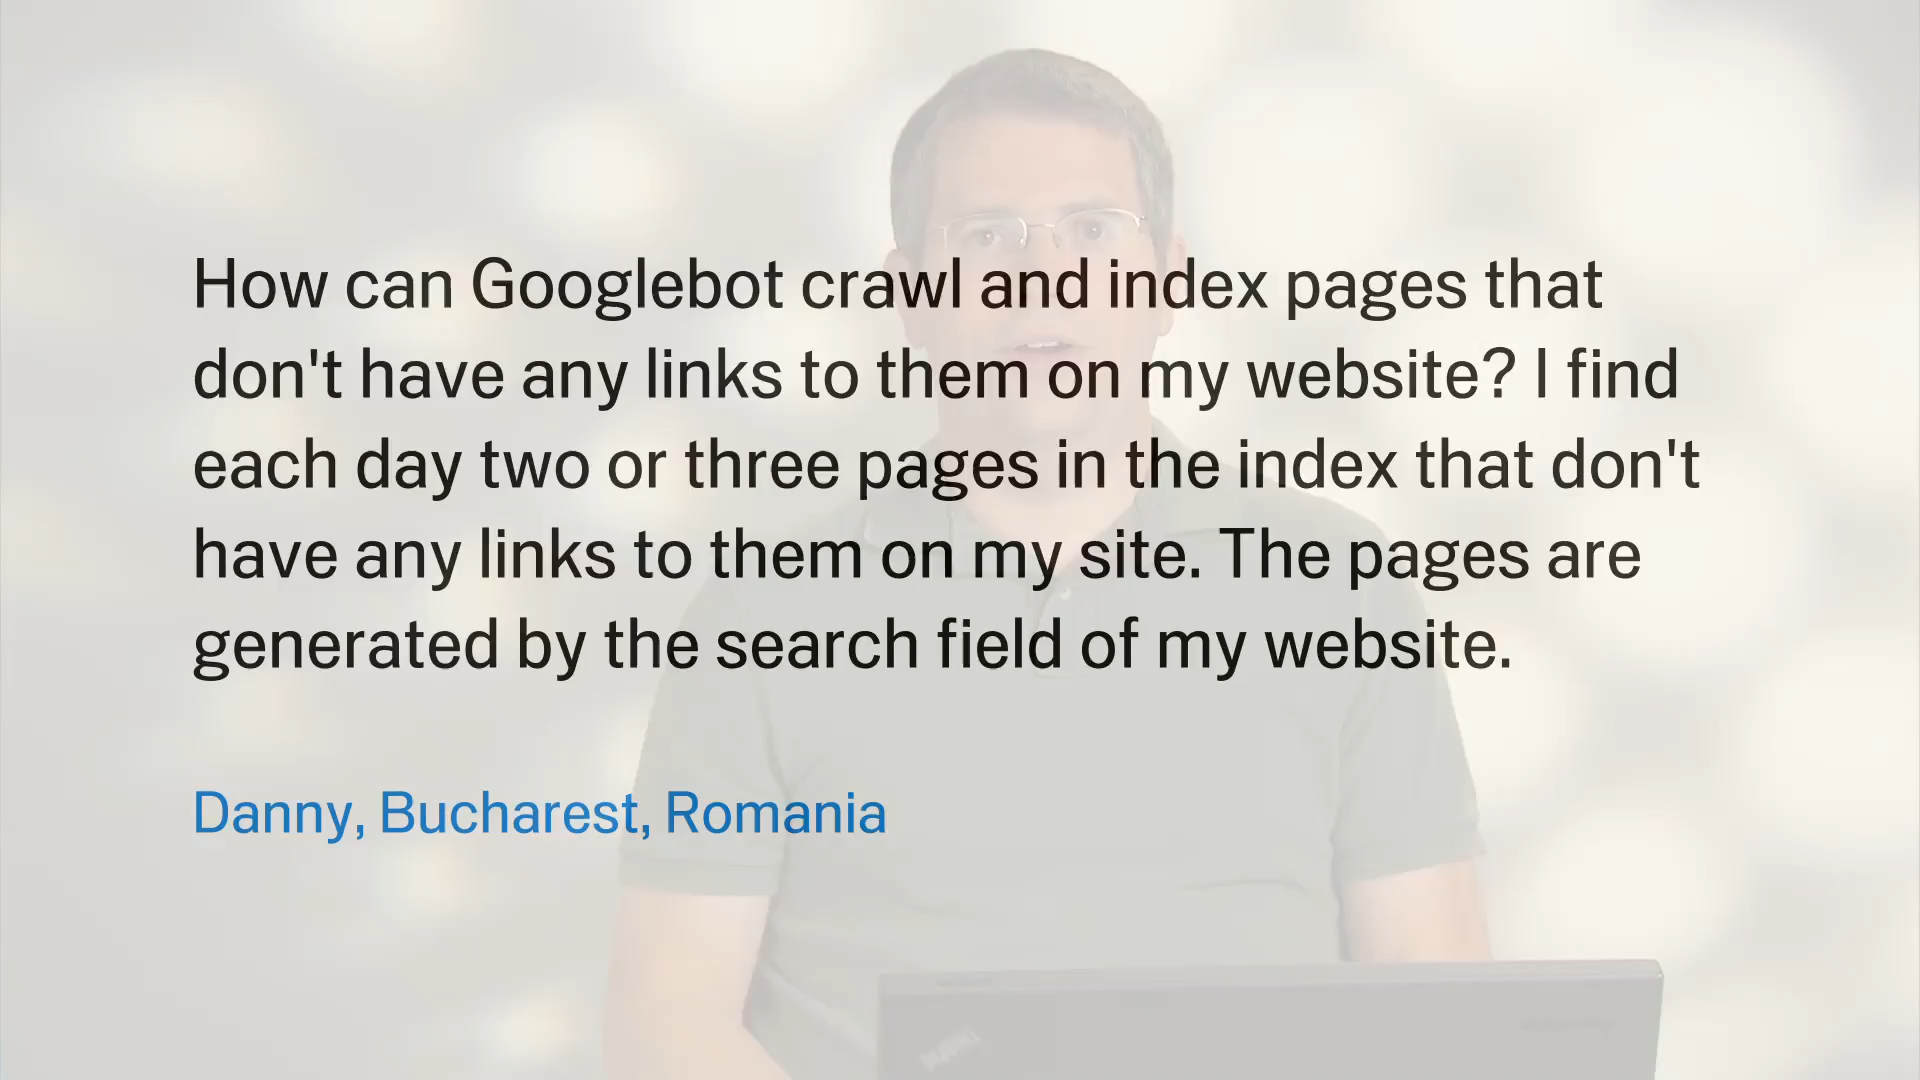 How can Googlebot crawl and index pages that
don't have any links to them on my website? I find
each day two or three pages in the index that don't
have any links to them on my site. The pages are
generated by the search field of my website.
Danny, Bucharest, Romania